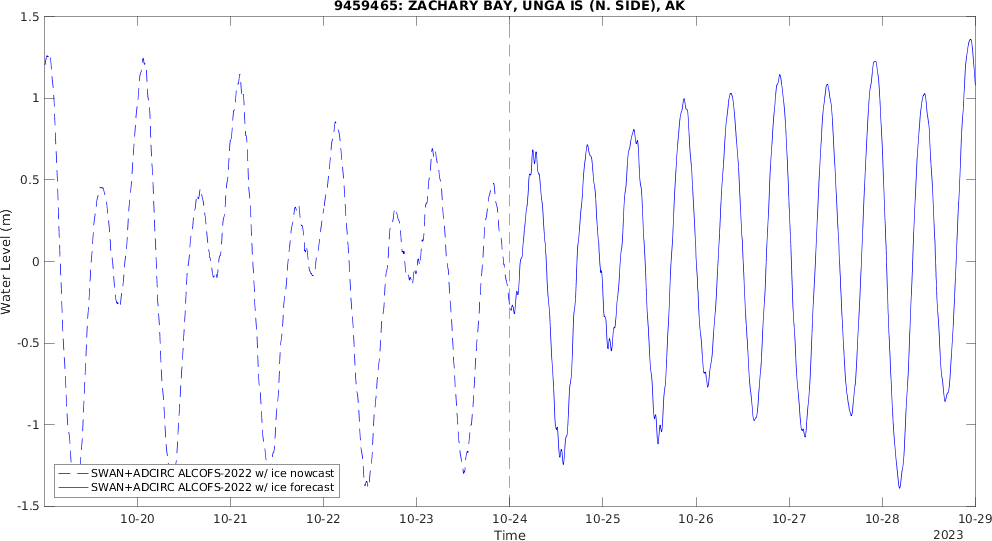 9459465: ZACHARY BAY, UNGA IS (N. SIDE), AK
1.5
1
0.5
0
-0.5
-1
-1.5
Water Level (m)
SWAN+ADCIRC ALCOFS-2022 w/ ice nowcast
SWAN+ADCIRC ALCOFS-2022 w/ ice forecast
10-20 10-21 10-22 10-23 10-24 10-25 10-26 10-27 10-28 10-29
Time
2023